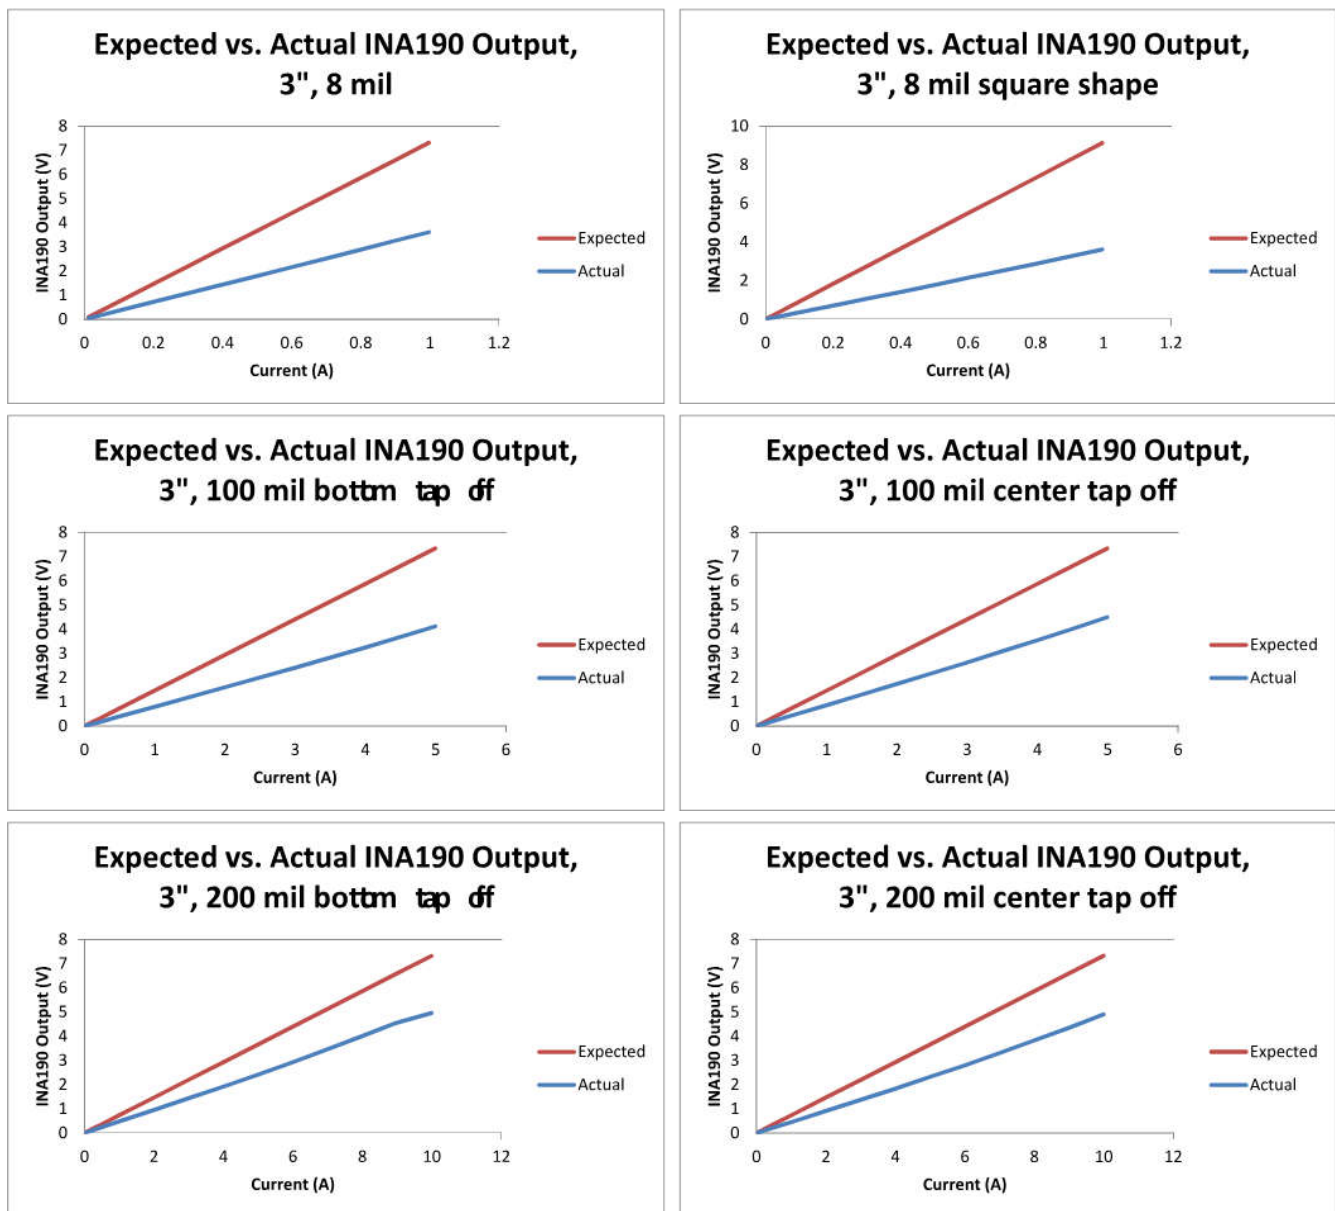 Expected vs. Actual INA190 Output,
3", 8 mil
INA190 Output (V)
8
7
6
5
4
3
2
1
0
0 0.2 0.4 0.6 0.8 1 1.2
Current (A)
Expected
Actual
Expected vs. Actual INA190 Output,
3", 8 mil square shape
INA190 Output (V)
10
8
6
4
2
0
0 0.2 0.4 0.6 0.8 1 1.2
Current (A)
Expected
Actual
Expected vs. Actual INA190 Output,
3", 100 mil bottom tap off
INA190 Output (V)
8
7
6
5
4
3
2
1
0
0 1 2 3 4 5 6
Current (A)
Expected
Actual
Expected vs. Actual INA190 Output,
3", 100 mil center tap off
INA190 Output (V)
8
7
6
5
4
3
2
1
0
0 1 2 3 4 5 6
Current (A)
Expected
Actual
Expected vs. Actual INA190 Output,
3", 200 mil bottom tap off
INA190 Output (V)
8
7
6
5
4
3
2
1
0
0 2 4 6 8 10 12
Current (A)
Expected
Actual
Expected vs. Actual INA190 Output,
3", 200 mil center tap off
INA190 Output (V)
8
7
6
5
4
3
2
1
0
0 2 4 6 8 10 12
Current (A)
Expected
Actual